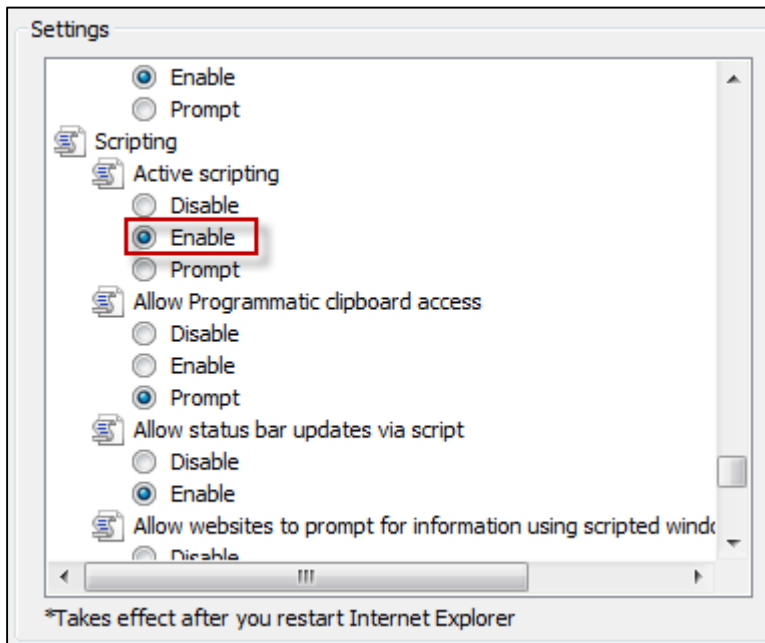 Settings
Enable
Prompt
Scripting
Active scripting
Disable
Enable
Prompt
Allow Programmatic clipboard access
Disable
Enable
Prompt
Allow status bar updates via script
Disable
Enable
Allow websites to prompt for information using scripted windo
Disable
*Takes effect after you restart Internet Explorer